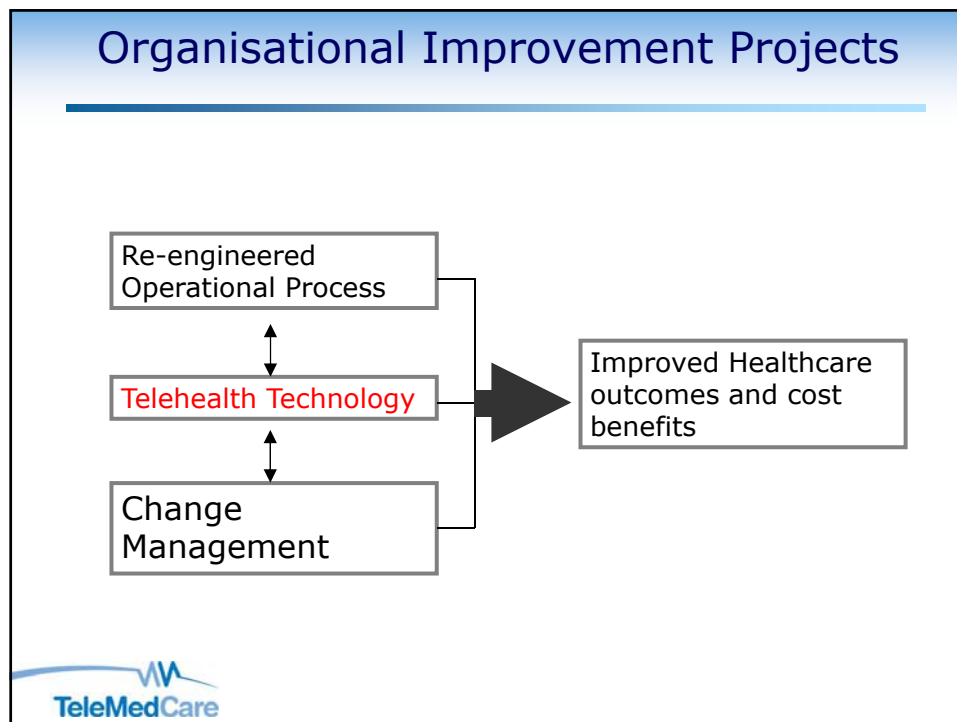 Organisational Improvement Projects
Re-engineered
Operational Process
Telehealth Technology
Change
Management
Improved Healthcare
outcomes and cost
benefits
TeleMedCare